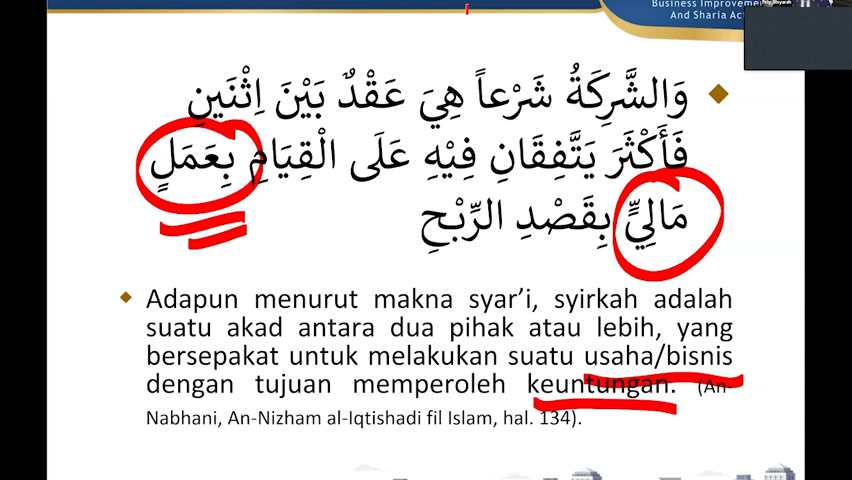 Business Improvement
And Sharia Ac
وَالشَّرِكَةُ شَرْعاً هِيَ عَقْدٌ بَيْنَ اِثْنَينِ
فَأَكْثَرَ يَتَّفِقَانِ فِيْهِ عَلَى الْقِيَامِ بِعَمَلٍ
مَالِيٍّ بِقَصْدِ الرِّبْحِ
Adapun menurut makna syar’i, syirkah adalah
suatu akad antara dua pihak atau lebih, yang
bersepakat untuk melakukan suatu usaha/bisnis
dengan tujuan memperoleh keuntungan. (An-
Nabhani, An-Nizham al-Iqtishadi fil Islam, hal. 134).